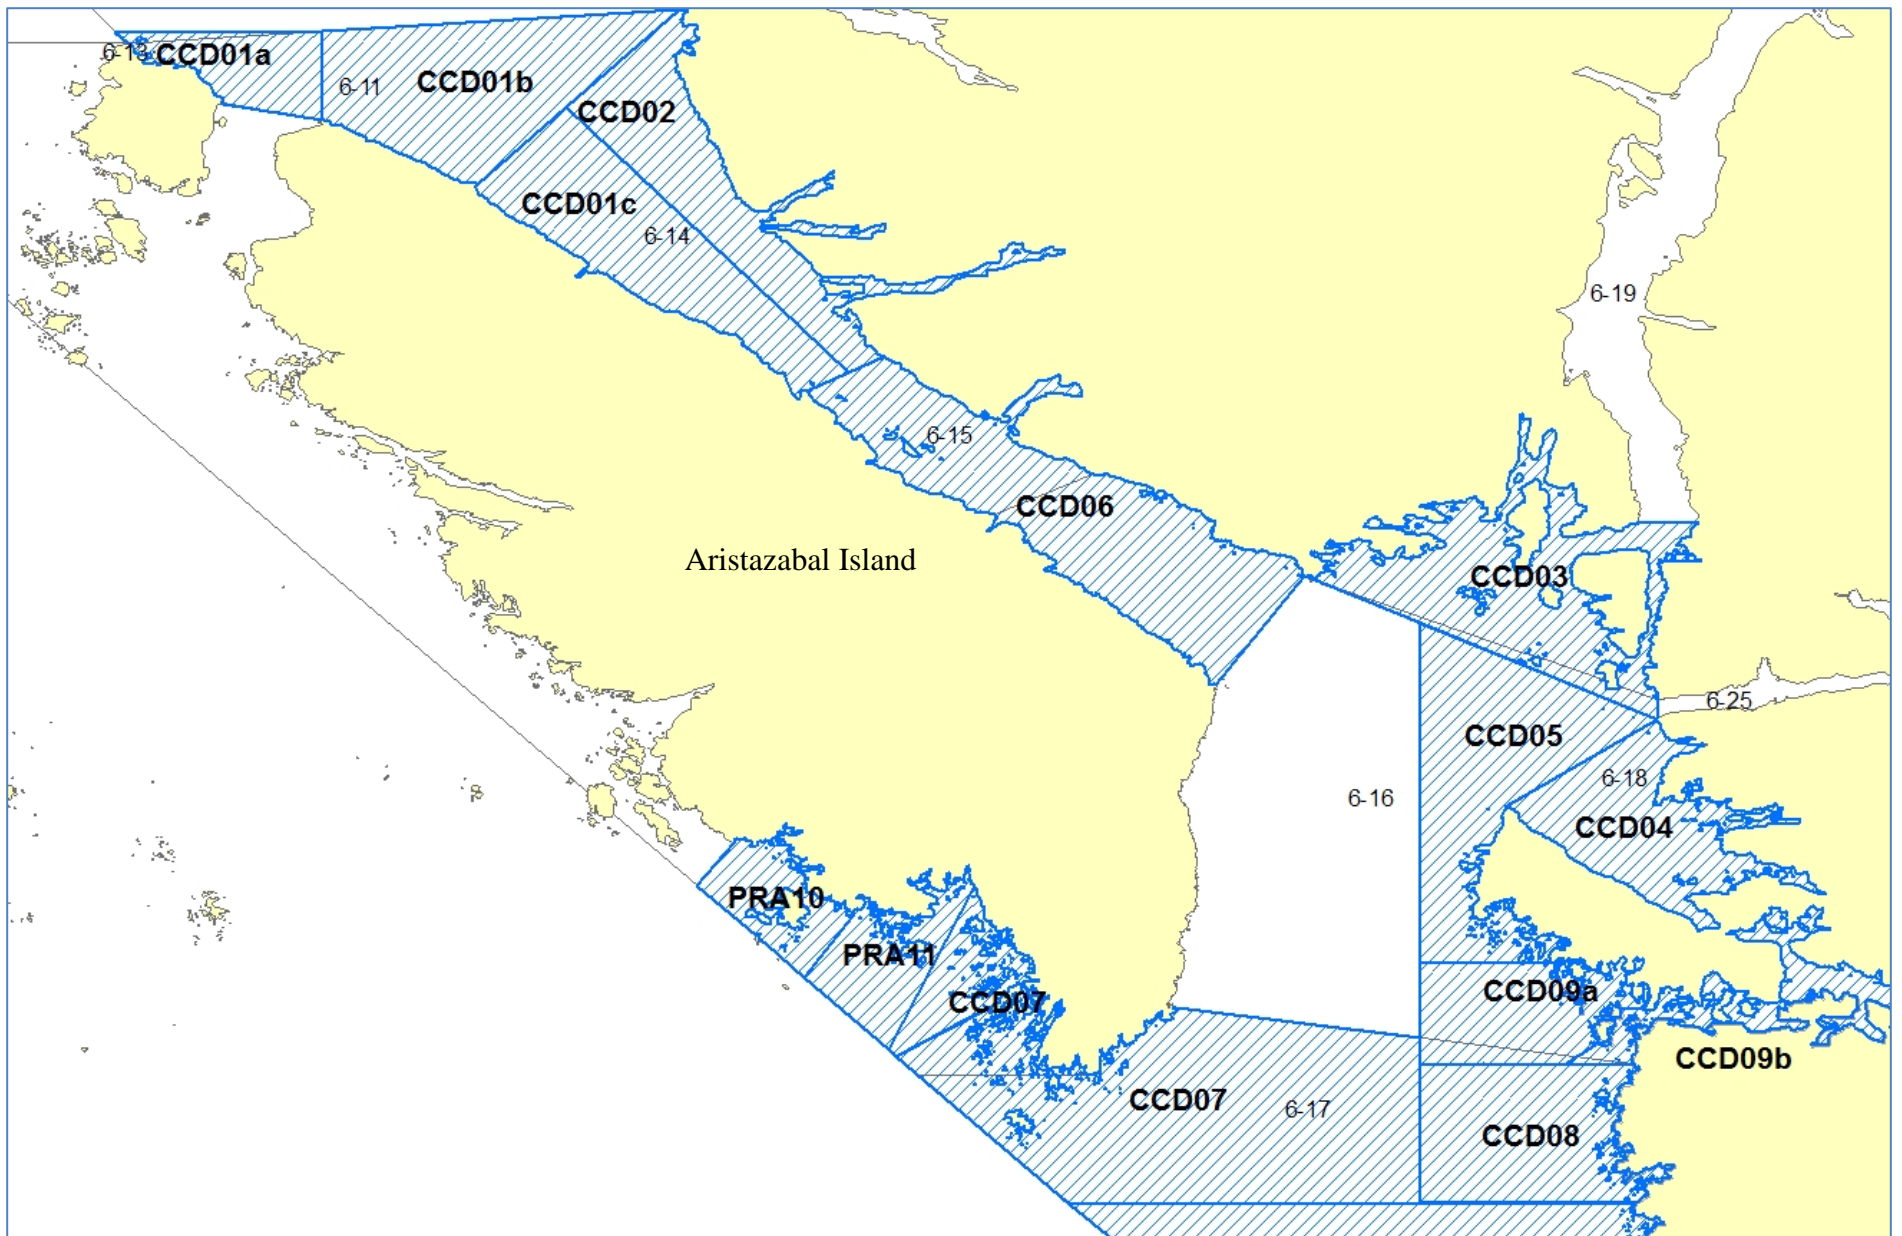 6-13
CCD01a
6-11
CCD01b
CCD02
CCD01c
6-14
6-19
6-15
CCD06
Aristazabal Island
CCD03
6-25
CCD05
6-18
6-16
CCD04
PRA10
PRA11
CCD07
CCD09a
CCD09b
CCD07
6-17
CCD08